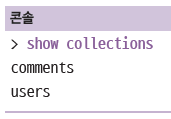 콘솔
> show collections
comments
users